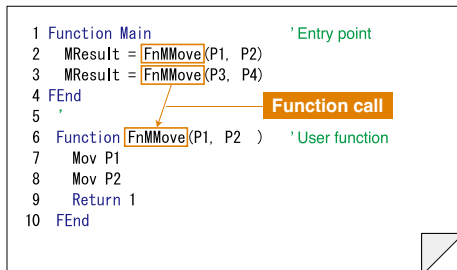 1 Function Main ' Entry point
2 MResult = FnMMove(P1, P2)
3 MResult = FnMMove(P3, P4)
4 FEnd
Function call
5 '
6 Function FnMMove(P1, P2 ) ' User function
7 Mov P1
8 Mov P2
9 Return 1
10 FEnd